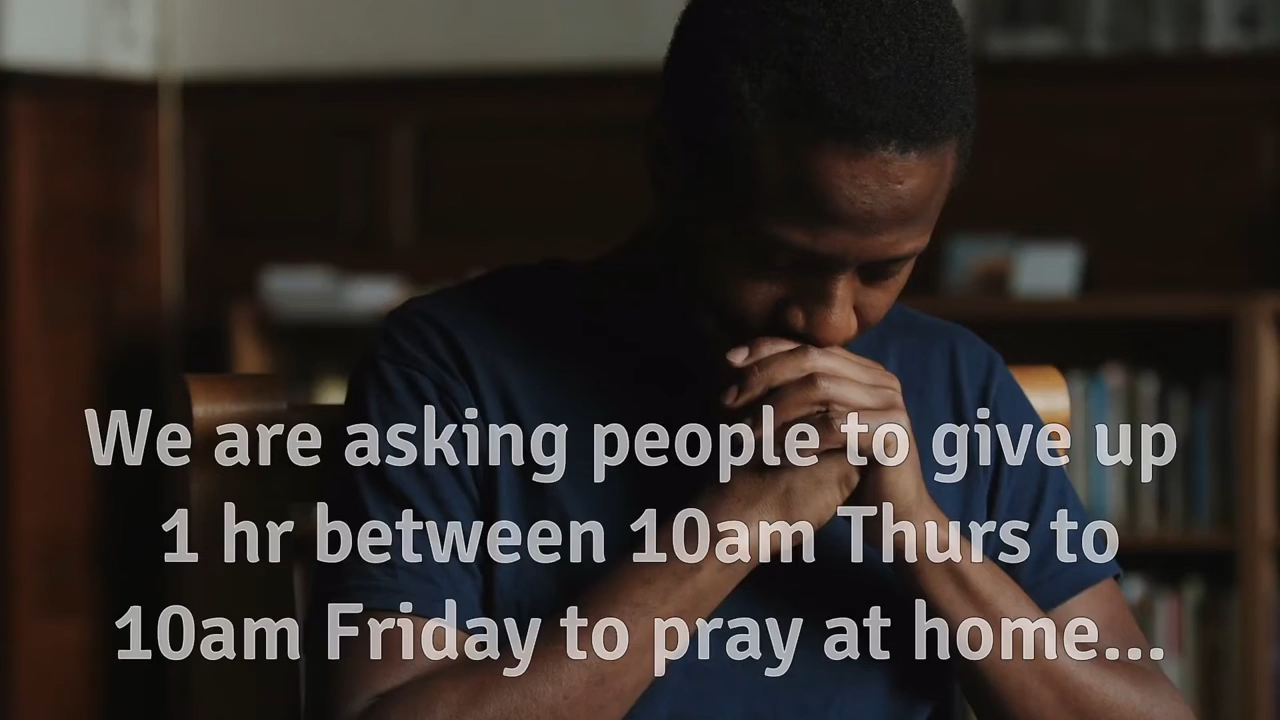 We are asking people to give up
1 hr between 10am Thurs to
10am Friday to pray at home...